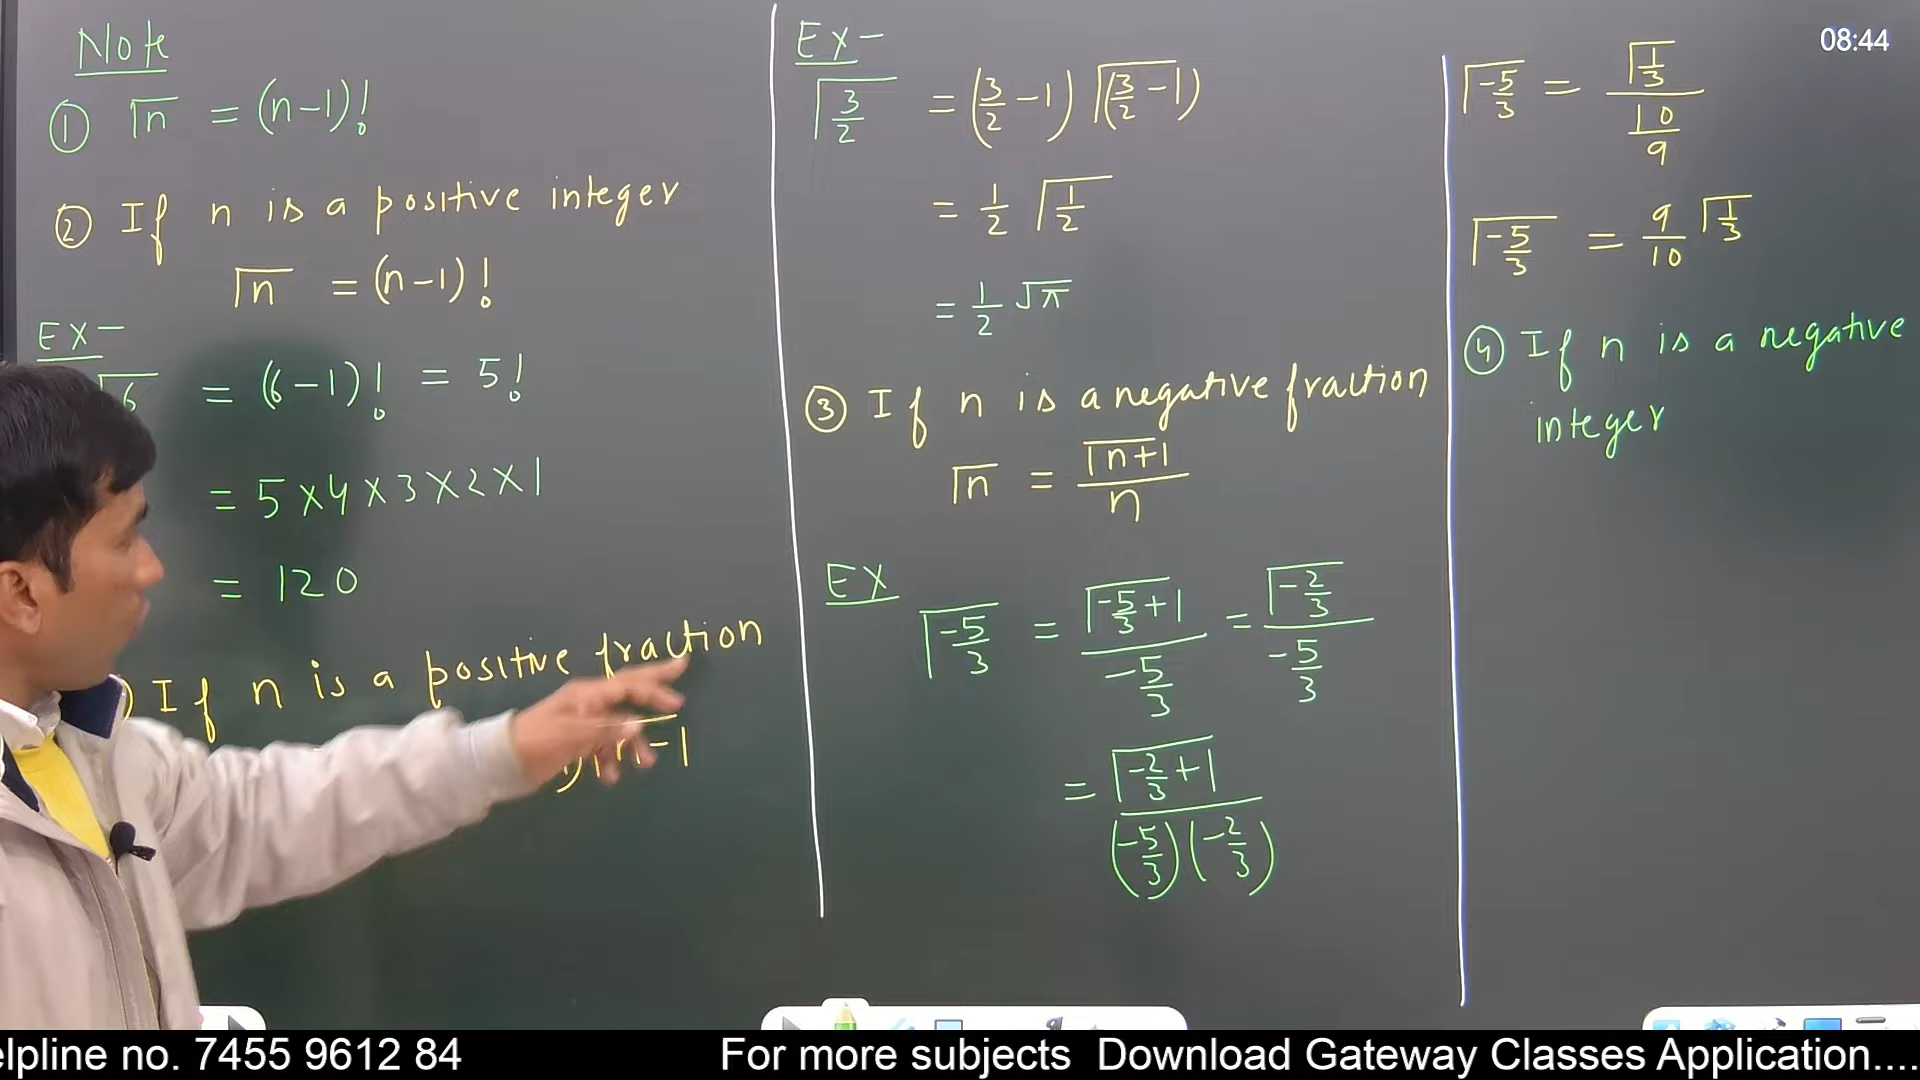 Note
① Γn = (n-1)!
② If n is a positive integer
Γn = (n-1)!
Ex-
Γ6 = (6-1)! = 5!
= 5×4×3×2×1
= 120
) If n is a positive fraction
)Γn-1
Ex-
Γ3/2 = (3/2 -1) Γ(3/2 -1)
= 1/2 Γ1/2
= 1/2 √π
③ If n is a negative fraction
Γn = Γn+1 / n
EX
Γ-5/3 = Γ-5/3+1 / -5/3 = Γ-2/3 / -5/3
= Γ-2/3+1 / (-5/3)(-2/3)
08:44
Γ-5/3 = Γ1/3 / 10/9
Γ-5/3 = 9/10 Γ1/3
④ If n is a negative
integer
elpline no. 7455 9612 84 For more subjects Download Gateway Classes Application....